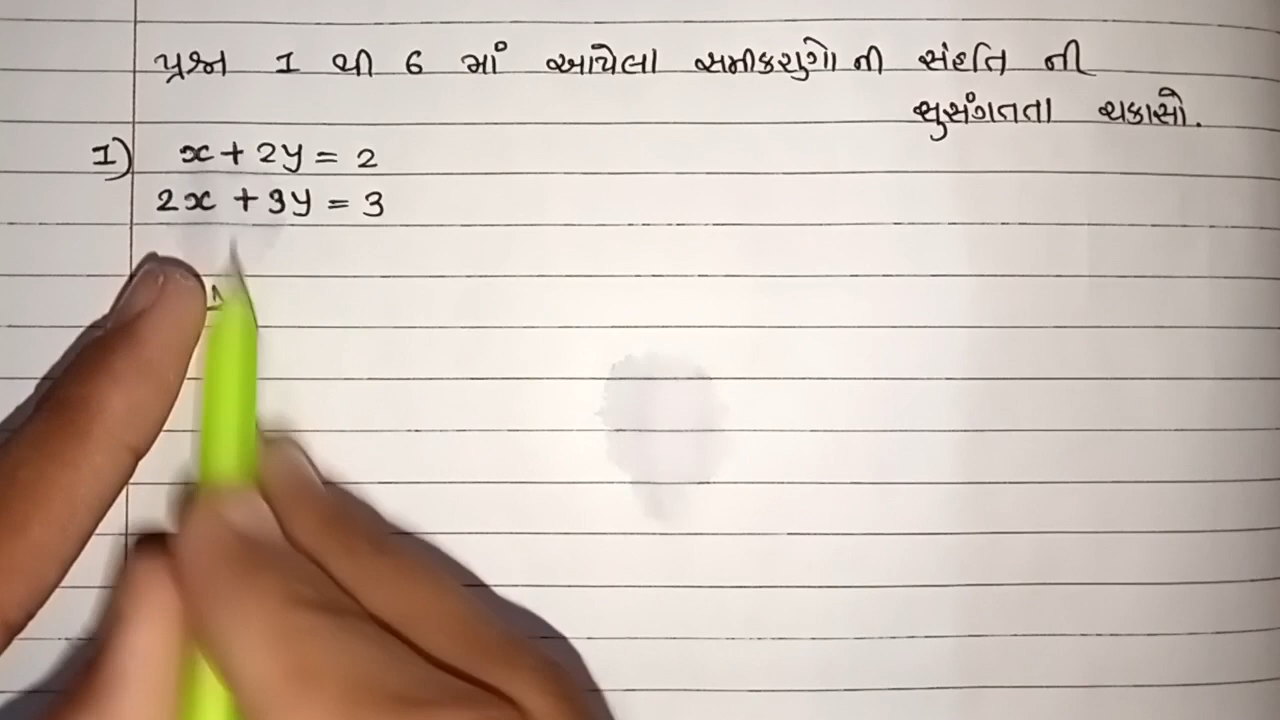 પ્રશ્ન 1 થી 6 માં આપેલા સમીકરણો ની સંહતિ ની
સુસંગતતા ચકાસો.
1) x + 2y = 2
2x + 3y = 3